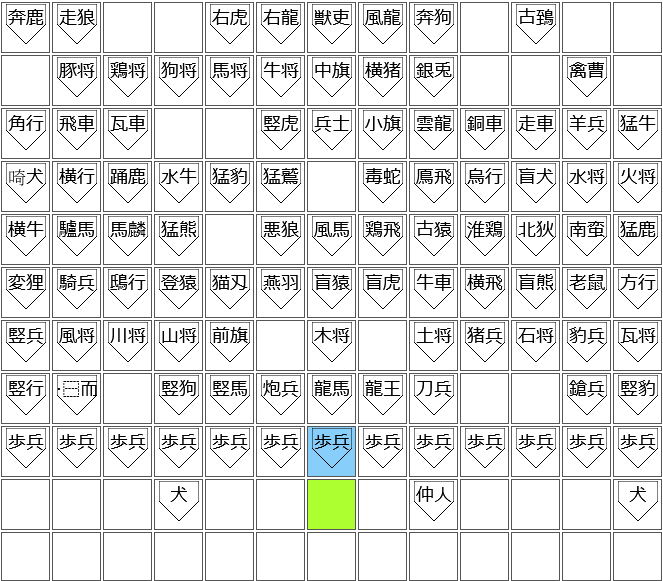 奔鹿 走狼 右虎 右龍 獣吏 風龍 奔狗 古鵄
豚将 鶏将 狗将 馬将 牛将 中旗 横猪 銀兎 禽曹
角行 飛車 瓦車 竪虎 兵士 小旗 雲龍 銅車 走車 羊兵 猛牛
犬 横行 踊鹿 水牛 猛豹 猛鷲 毒蛇 鳫飛 烏行 盲犬 水将 火将
横牛 驢馬 馬麟 猛熊 悪狼 風馬 鶏飛 古猿 淮鶏 北狄 南蛮 猛鹿
変狸 騎兵 鴟行 登猿 猫刄 燕羽 盲猿 盲虎 牛車 横飛 盲熊 老鼠 方行
竪兵 風将 川将 山将 前旗 木将 土将 猪兵 石将 豹兵 瓦将
竪行 而 竪狗 竪馬 炮兵 龍馬 龍王 刀兵 鎗兵 竪豹
歩兵 歩兵 歩兵 歩兵 歩兵 歩兵 歩兵 歩兵 歩兵 歩兵 歩兵 歩兵 歩兵
犬 仲人 犬